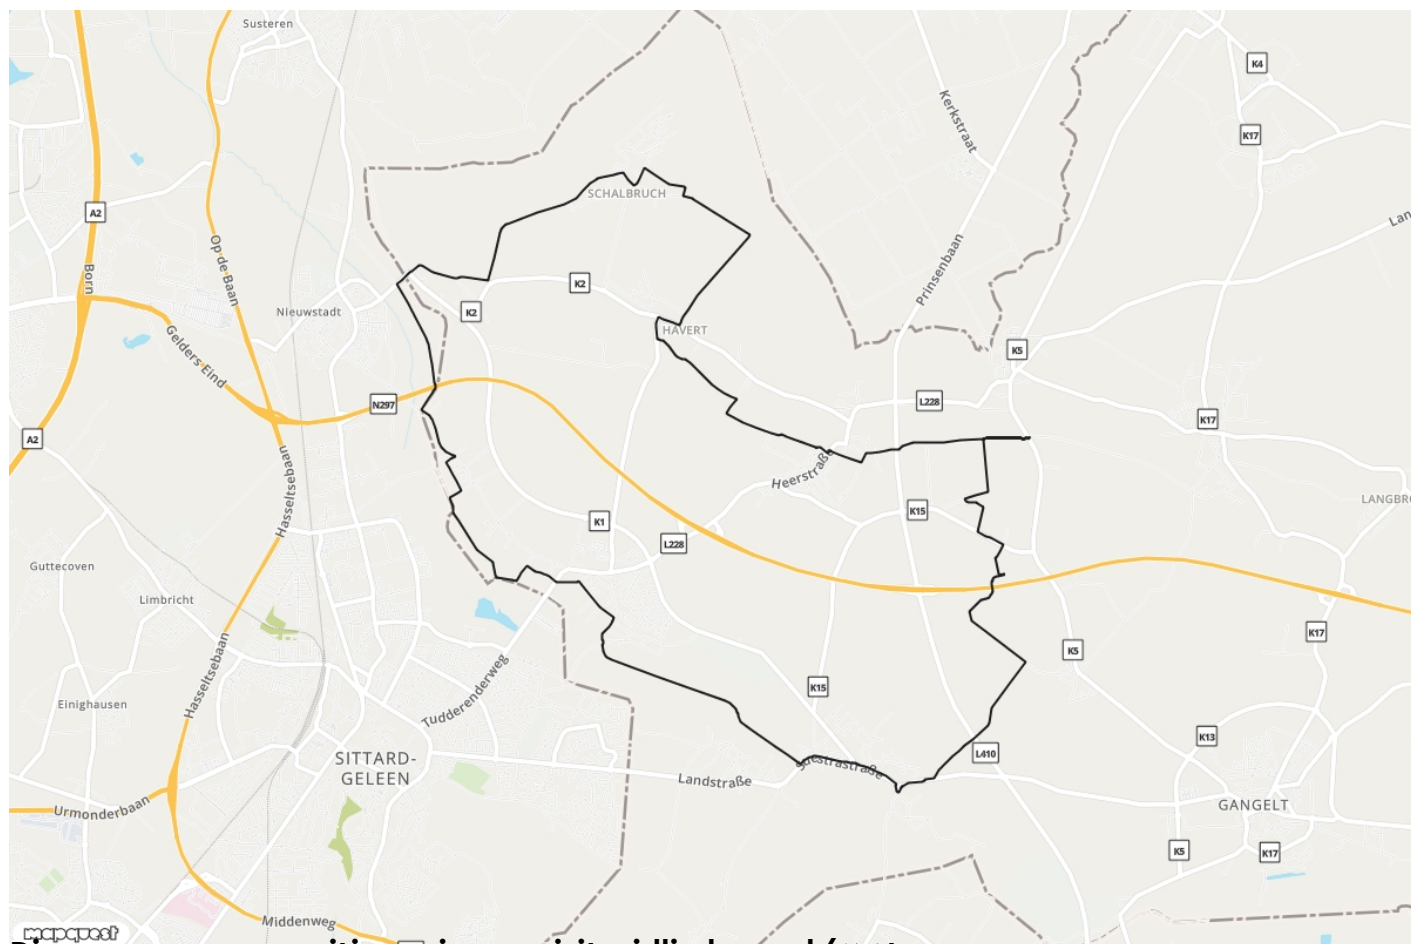 Susteren
K4
Kerkstraat
K17
SCHALBRUCH
A2
Lan
Op de Baan
Prinsenbaan
Born
K2
K2
Nieuwstadt
HAVERT
Gelders Eind
K5
N297
L228
K17
A2
Heerstraße
Hasseltsebaan
K15
K1
L228
Guttecoven
Limbricht
K17
K5
Hasseltsebaan
Tudderenderweg
K15
Einighausen
K13
SITTARD-
GELEEN
L410
Landstraße
Urmonderbaan
GANGELT
K5
K17
Middenweg
mapquest